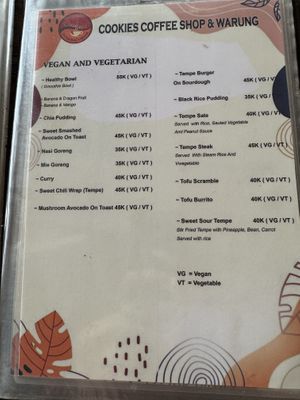 COOKIES COFFEE SHOP & WARUNG
VEGAN AND VEGETARIAN
- Healthy Bowl 55K ( VG / VT )
( Smoothie Bowl )
- Banana & Dragon Fruit
- Banana & Mango
- Chia Pudding 45K ( VG / VT )
- Sweet Smashed
Avocado On Toast 45K ( VG / VT )
- Nasi Goreng 35K ( VG / VT )
- Mie Goreng 35K ( VG / VT )
- Curry 40K ( VG / VT )
- Sweet Chili Wrap (Tempe) 45K ( VG / VT )
- Mushroom Avocado On Toast 45K ( VG / VT )
- Tempe Burger
On Sourdough 45K ( VG / VT )
- Black Rice Pudding 35K ( VG / VT )
- Tempe Sate 40K ( VG / VT )
Served with Rice, Sauted Vegetable
And Peanut Sauce
- Tempe Steak 45K ( VG / VT )
Served With Steam Rice And
Vvegetable
- Tofu Scramble 40K ( VG / VT )
- Tofu Burrito 40K ( VG / VT )
- Sweet Sour Tempe 40K ( VG / VT )
Stir Fried Tempe with Pineapple, Bean, Carrot
Served with rice
VG = Vegan
VT = Vegetable